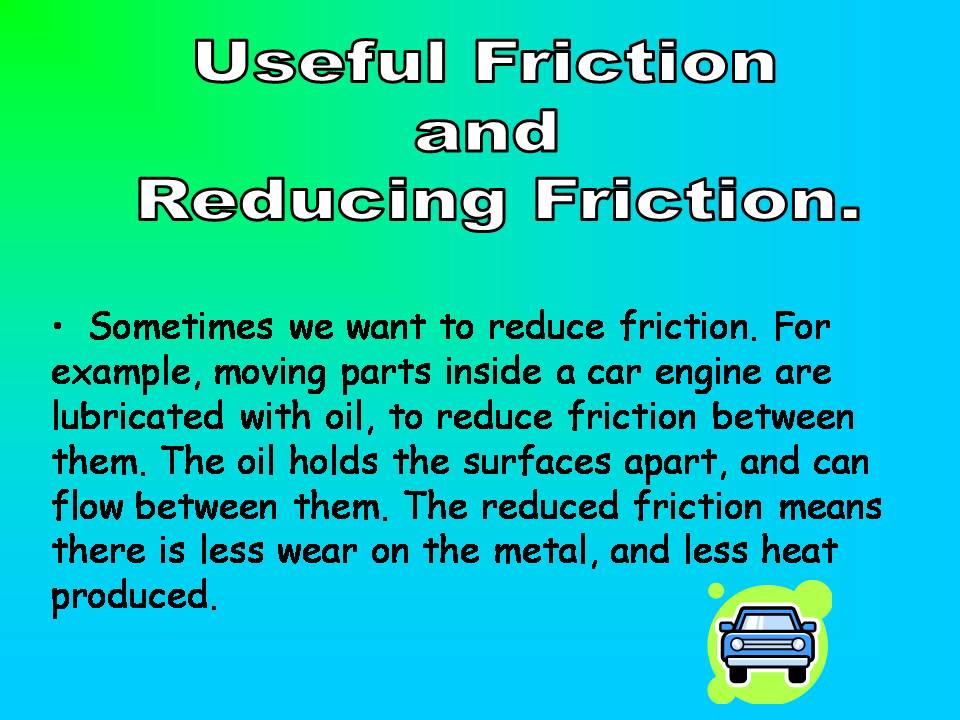 Useful Friction
and
Reducing Friction.
• Sometimes we want to reduce friction. For
example, moving parts inside a car engine are
lubricated with oil, to reduce friction between
them. The oil holds the surfaces apart, and can
flow between them. The reduced friction means
there is less wear on the metal, and less heat
produced.